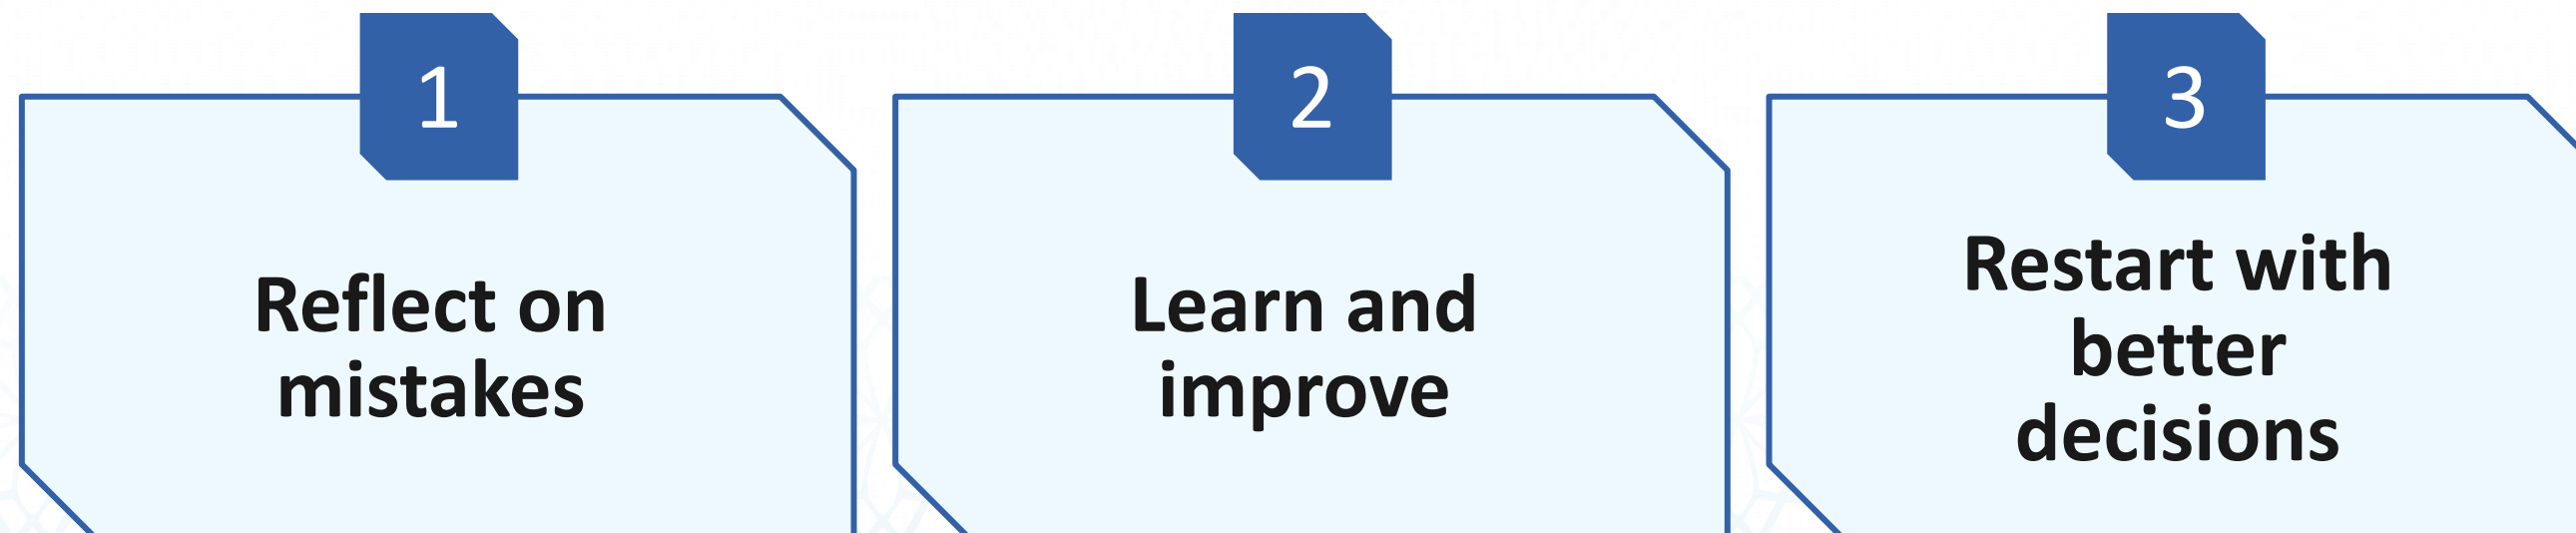 1
Reflect on
mistakes
2
Learn and
improve
3
Restart with
better
decisions